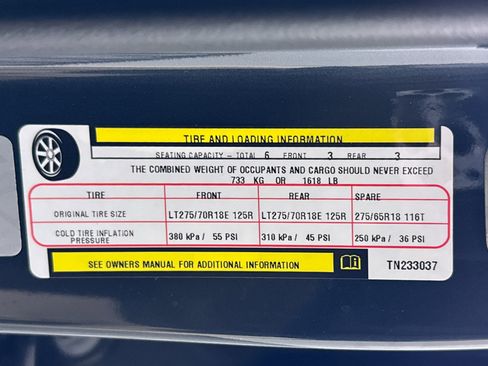 TIRE AND LOADING INFORMATION
SEATING CAPACITY - TOTAL 6 FRONT 3 REAR 3
THE COMBINED WEIGHT OF OCCUPANTS AND CARGO SHOULD NEVER EXCEED
733 KG OR 1618 LB
TIRE FRONT REAR SPARE
ORIGINAL TIRE SIZE LT275/70R18E 125R LT275/70R18E 125R 275/65R18 116T
COLD TIRE INFLATION
PRESSURE 380 kPa / 55 PSI 310 kPa / 45 PSI 250 kPa / 36 PSI
SEE OWNERS MANUAL FOR ADDITIONAL INFORMATION TN233037